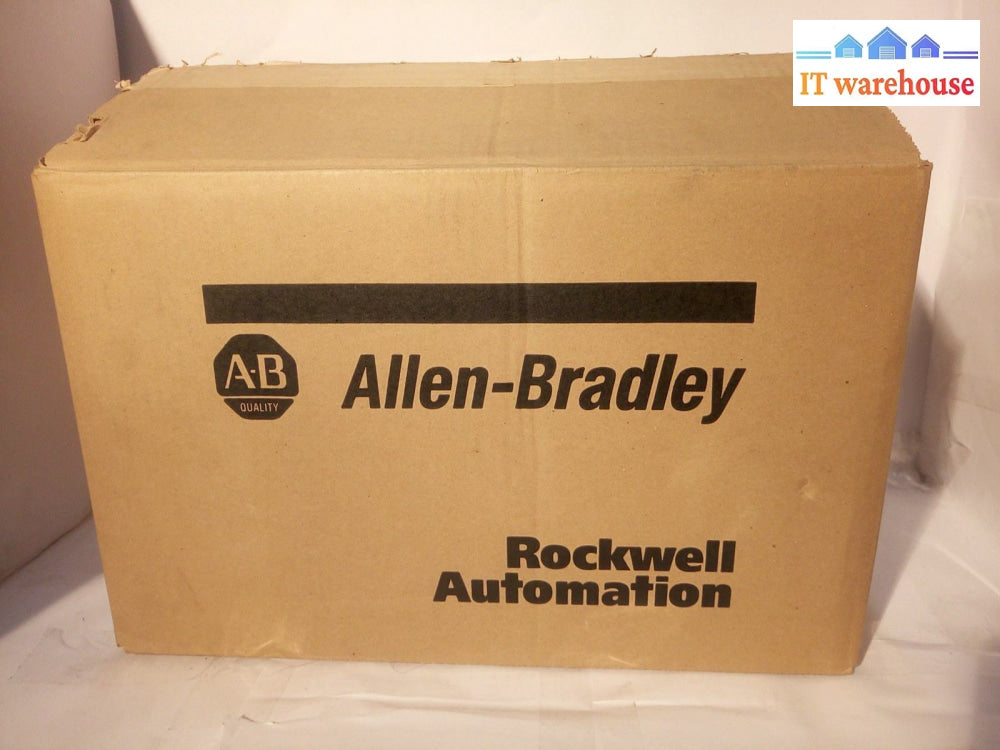 IT warehouse
A·B
QUALITY
Allen-Bradley
Rockwell
Automation